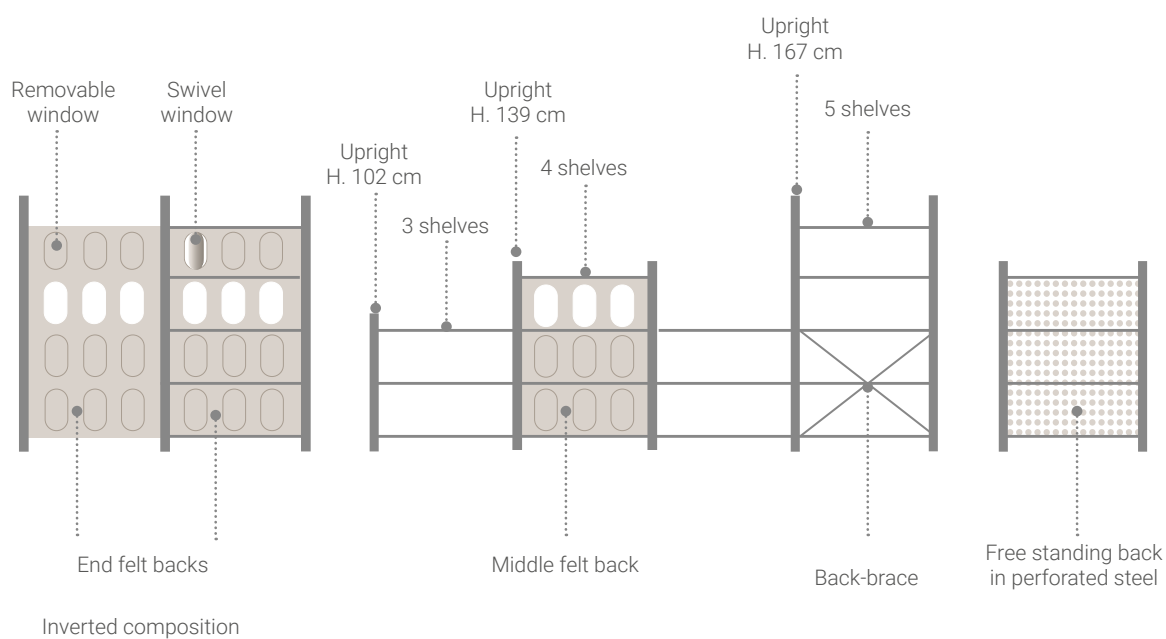 Upright
H. 167 cm
Removable
window
Swivel
window
Upright
H. 139 cm
5 shelves
Upright
H. 102 cm
4 shelves
3 shelves
End felt backs
Middle felt back
Back-brace
Free standing back
in perforated steel
Inverted composition